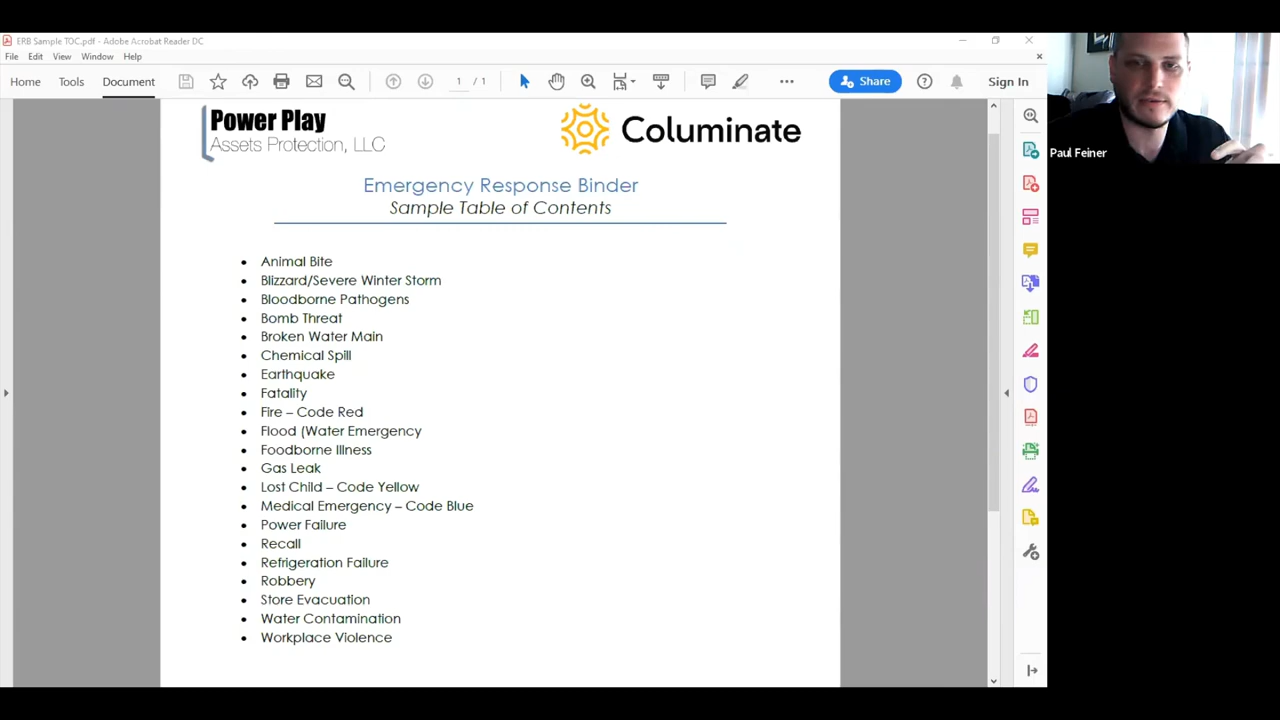 ERB Sample TOC.pdf - Adobe Acrobat Reader DC
File Edit View Window Help
Home Tools Document 1 / 1 Share Sign In
Paul Feiner
Power Play
Assets Protection, LLC
Columinate
Emergency Response Binder
Sample Table of Contents
• Animal Bite
• Blizzard/Severe Winter Storm
• Bloodborne Pathogens
• Bomb Threat
• Broken Water Main
• Chemical Spill
• Earthquake
• Fatality
• Fire – Code Red
• Flood (Water Emergency
• Foodborne Illness
• Gas Leak
• Lost Child – Code Yellow
• Medical Emergency – Code Blue
• Power Failure
• Recall
• Refrigeration Failure
• Robbery
• Store Evacuation
• Water Contamination
• Workplace Violence